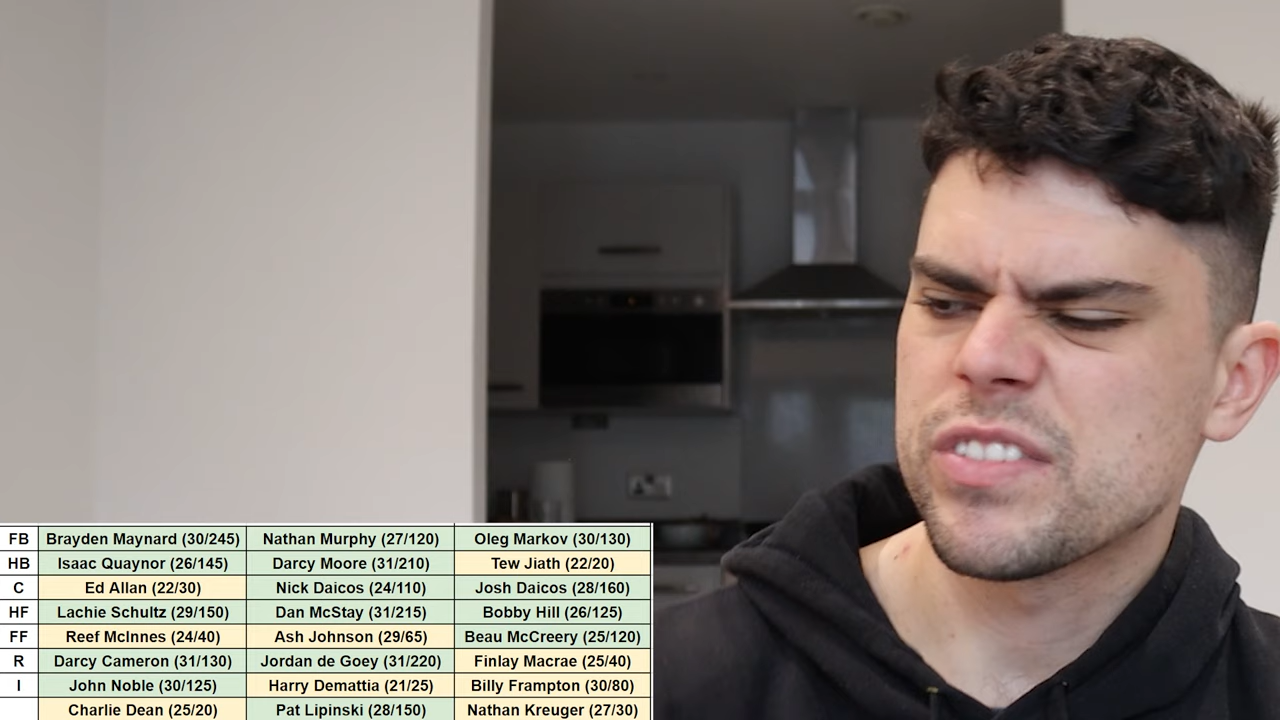 FB Brayden Maynard (30/245) Nathan Murphy (27/120) Oleg Markov (30/130)
HB Isaac Quaynor (26/145) Darcy Moore (31/210) Tew Jiath (22/20)
C Ed Allan (22/30) Nick Daicos (24/110) Josh Daicos (28/160)
HF Lachie Schultz (29/150) Dan McStay (31/215) Bobby Hill (26/125)
FF Reef McInnes (24/40) Ash Johnson (29/65) Beau McCreery (25/120)
R Darcy Cameron (31/130) Jordan de Goey (31/220) Finlay Macrae (25/40)
I John Noble (30/125) Harry Demattia (21/25) Billy Frampton (30/80)
Charlie Dean (25/20) Pat Lipinski (28/150) Nathan Kreuger (27/30)